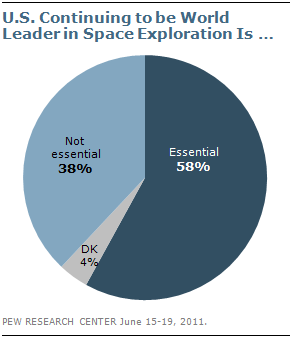 U.S. Continuing to be World
Leader in Space Exploration Is ...
Not
essential
38%
Essential
58%
DK
4%
PEW RESEARCH CENTER June 15-19, 2011.